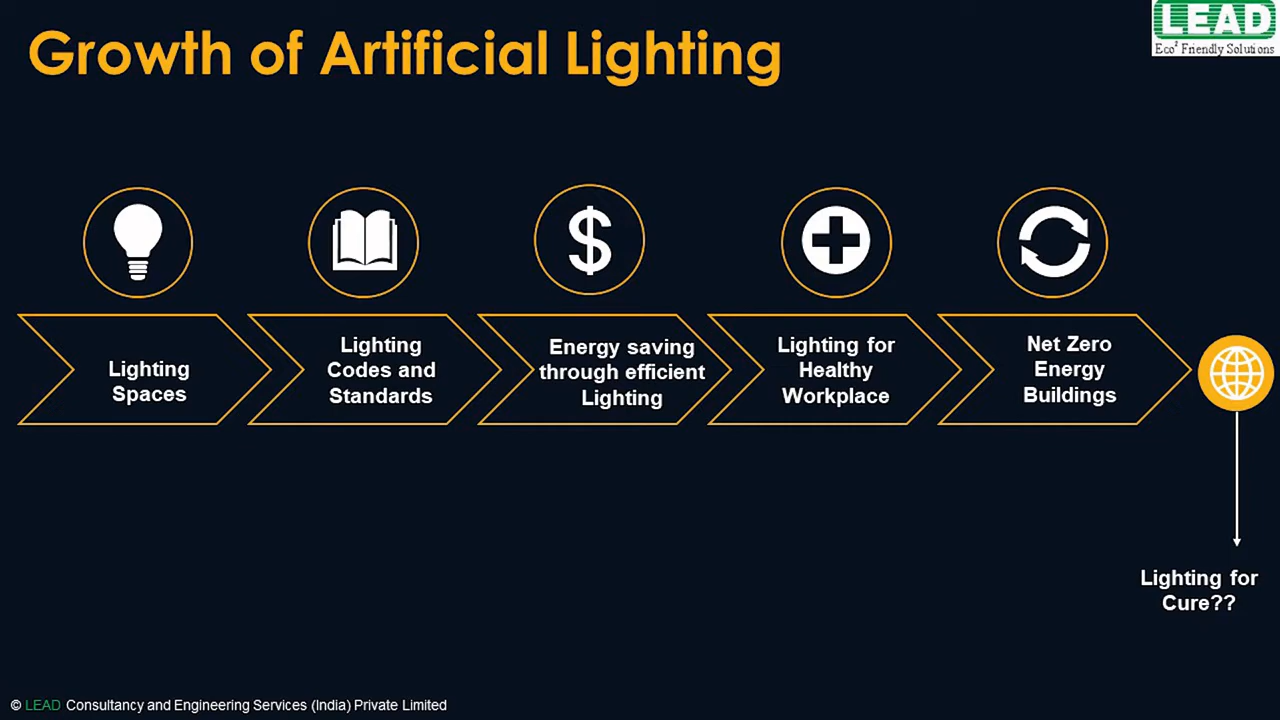 Growth of Artificial Lighting
LEAD
Eco² Friendly Solutions
$
Lighting
Spaces
Lighting
Codes and
Standards
Energy saving
through efficient
Lighting
Lighting for
Healthy
Workplace
Net Zero
Energy
Buildings
Lighting for
Cure??
© LEAD Consultancy and Engineering Services (India) Private Limited